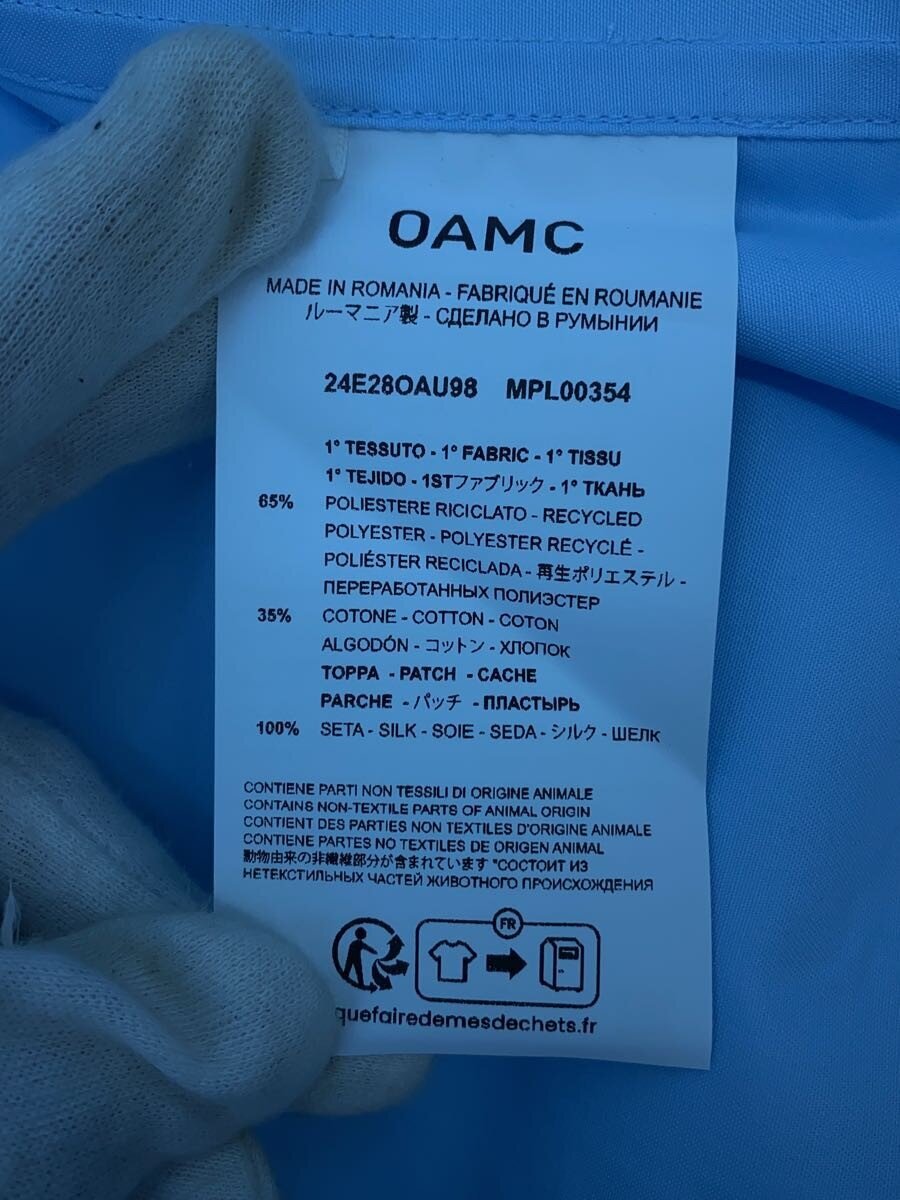 OAMC
MADE IN ROMANIA - FABRIQUÉ EN ROUMANIE
ルーマニア製 - СДЕЛАНО В РУМЫНИИ
24E28OAU98 MPL00354
1° TESSUTO - 1° FABRIC - 1° TISSU
1° TEJIDO - 1STファブリック - 1° ТКАНЬ
65% POLIESTERE RICICLATO - RECYCLED
POLYESTER - POLYESTER RECYCLÉ -
POLIÉSTER RECICLADA - 再生ポリエステル -
ПЕРЕРАБОТАННЫХ ПОЛИЭСТЕР
35% COTONE - COTTON - COTON
ALGODÓN - コットン - ХЛОПОК
TOPPA - PATCH - CACHE
PARCHE - パッチ - ПЛАСТЫРЬ
100% SETA - SILK - SOIE - SEDA - シルク - ШЕЛК
CONTIENE PARTI NON TESSILI DI ORIGINE ANIMALE
CONTAINS NON-TEXTILE PARTS OF ANIMAL ORIGIN
CONTIENT DES PARTIES NON TEXTILES D'ORIGINE ANIMALE
CONTIENE PARTES NO TEXTILES DE ORIGEN ANIMAL
動物由来の非繊維部分が含まれています "СОСТОИТ ИЗ
НЕТЕКСТИЛЬНЫХ ЧАСТЕЙ ЖИВОТНОГО ПРОИСХОЖДЕНИЯ
FR
quefairedemesdechets.fr